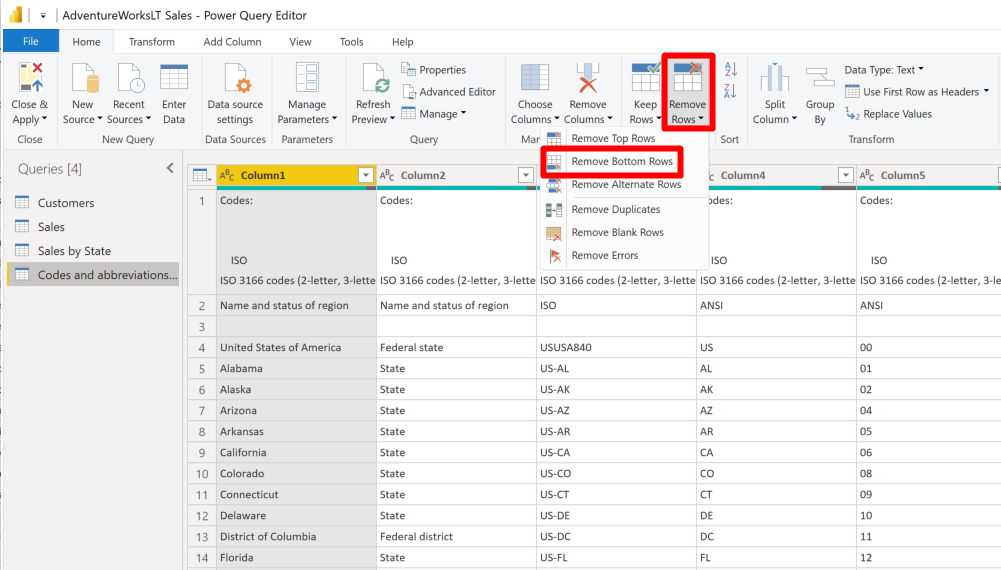 AdventureWorksLT Sales - Power Query Editor
File Home Transform Add Column View Tools Help
Close & Apply
New Source
Recent Sources
Enter Data
Data source settings
Manage Parameters
Refresh Preview
Properties
Advanced Editor
Manage
Choose Columns
Remove Columns
Keep Rows
Remove Rows
A Z
Z A
Split Column
Group By
Data Type: Text
Use First Row as Headers
1 2 Replace Values
Close New Query Data Sources Parameters Query Mar Sort Transform
Remove Top Rows
Remove Bottom Rows
Remove Alternate Rows
Remove Duplicates
Remove Blank Rows
Remove Errors
Queries [4]
Customers
Sales
Sales by State
Codes and abbreviations...
ABC Column1 ABC Column2 Column4 ABC Column5
1 Codes: Codes: odes: Codes:
ISO ISO ISO ISO
ISO 3166 codes (2-letter, 3-lette ISO 3166 codes (2-letter, 3-lette ISO 3166 codes (2-letter, 3-lette ISO 3166 codes (2-letter, 3-lette ISO 3166 codes (2-letter, 3-le
2 Name and status of region Name and status of region ISO ANSI ANSI
3
4 United States of America Federal state USUSA840 US 00
5 Alabama State US-AL AL 01
6 Alaska State US-AK AK 02
7 Arizona State US-AZ AZ 04
8 Arkansas State US-AR AR 05
9 California State US-CA CA 06
10 Colorado State US-CO CO 08
11 Connecticut State US-CT CT 09
12 Delaware State US-DE DE 10
13 District of Columbia Federal district US-DC DC 11
14 Florida State US-FL FL 12